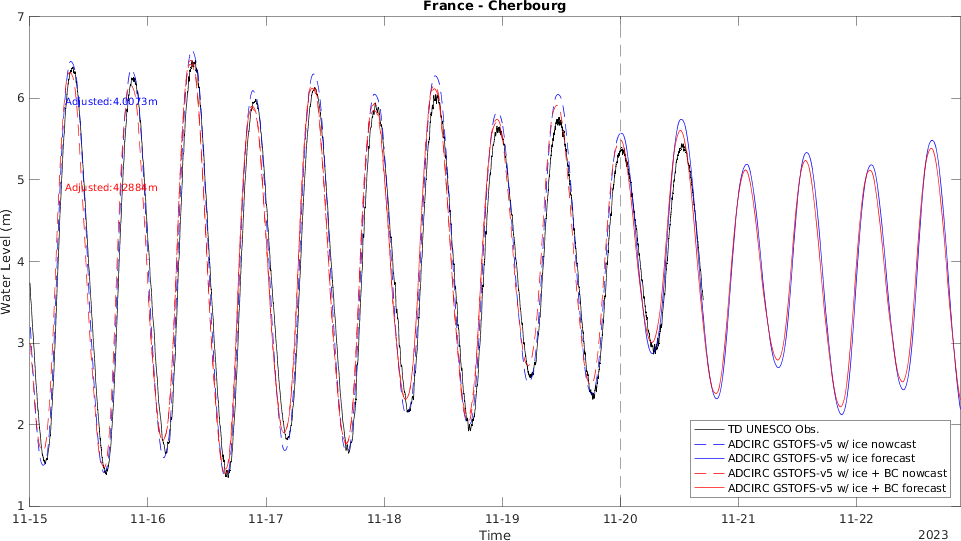 France - Cherbourg
7
6
5
4
3
2
1
Water Level (m)
Adjusted:4.0073m
Adjusted:4.2884m
TD UNESCO Obs.
ADCIRC GSTOFS-v5 w/ ice nowcast
ADCIRC GSTOFS-v5 w/ ice forecast
ADCIRC GSTOFS-v5 w/ ice + BC nowcast
ADCIRC GSTOFS-v5 w/ ice + BC forecast
11-15 11-16 11-17 11-18 11-19 11-20 11-21 11-22
Time
2023